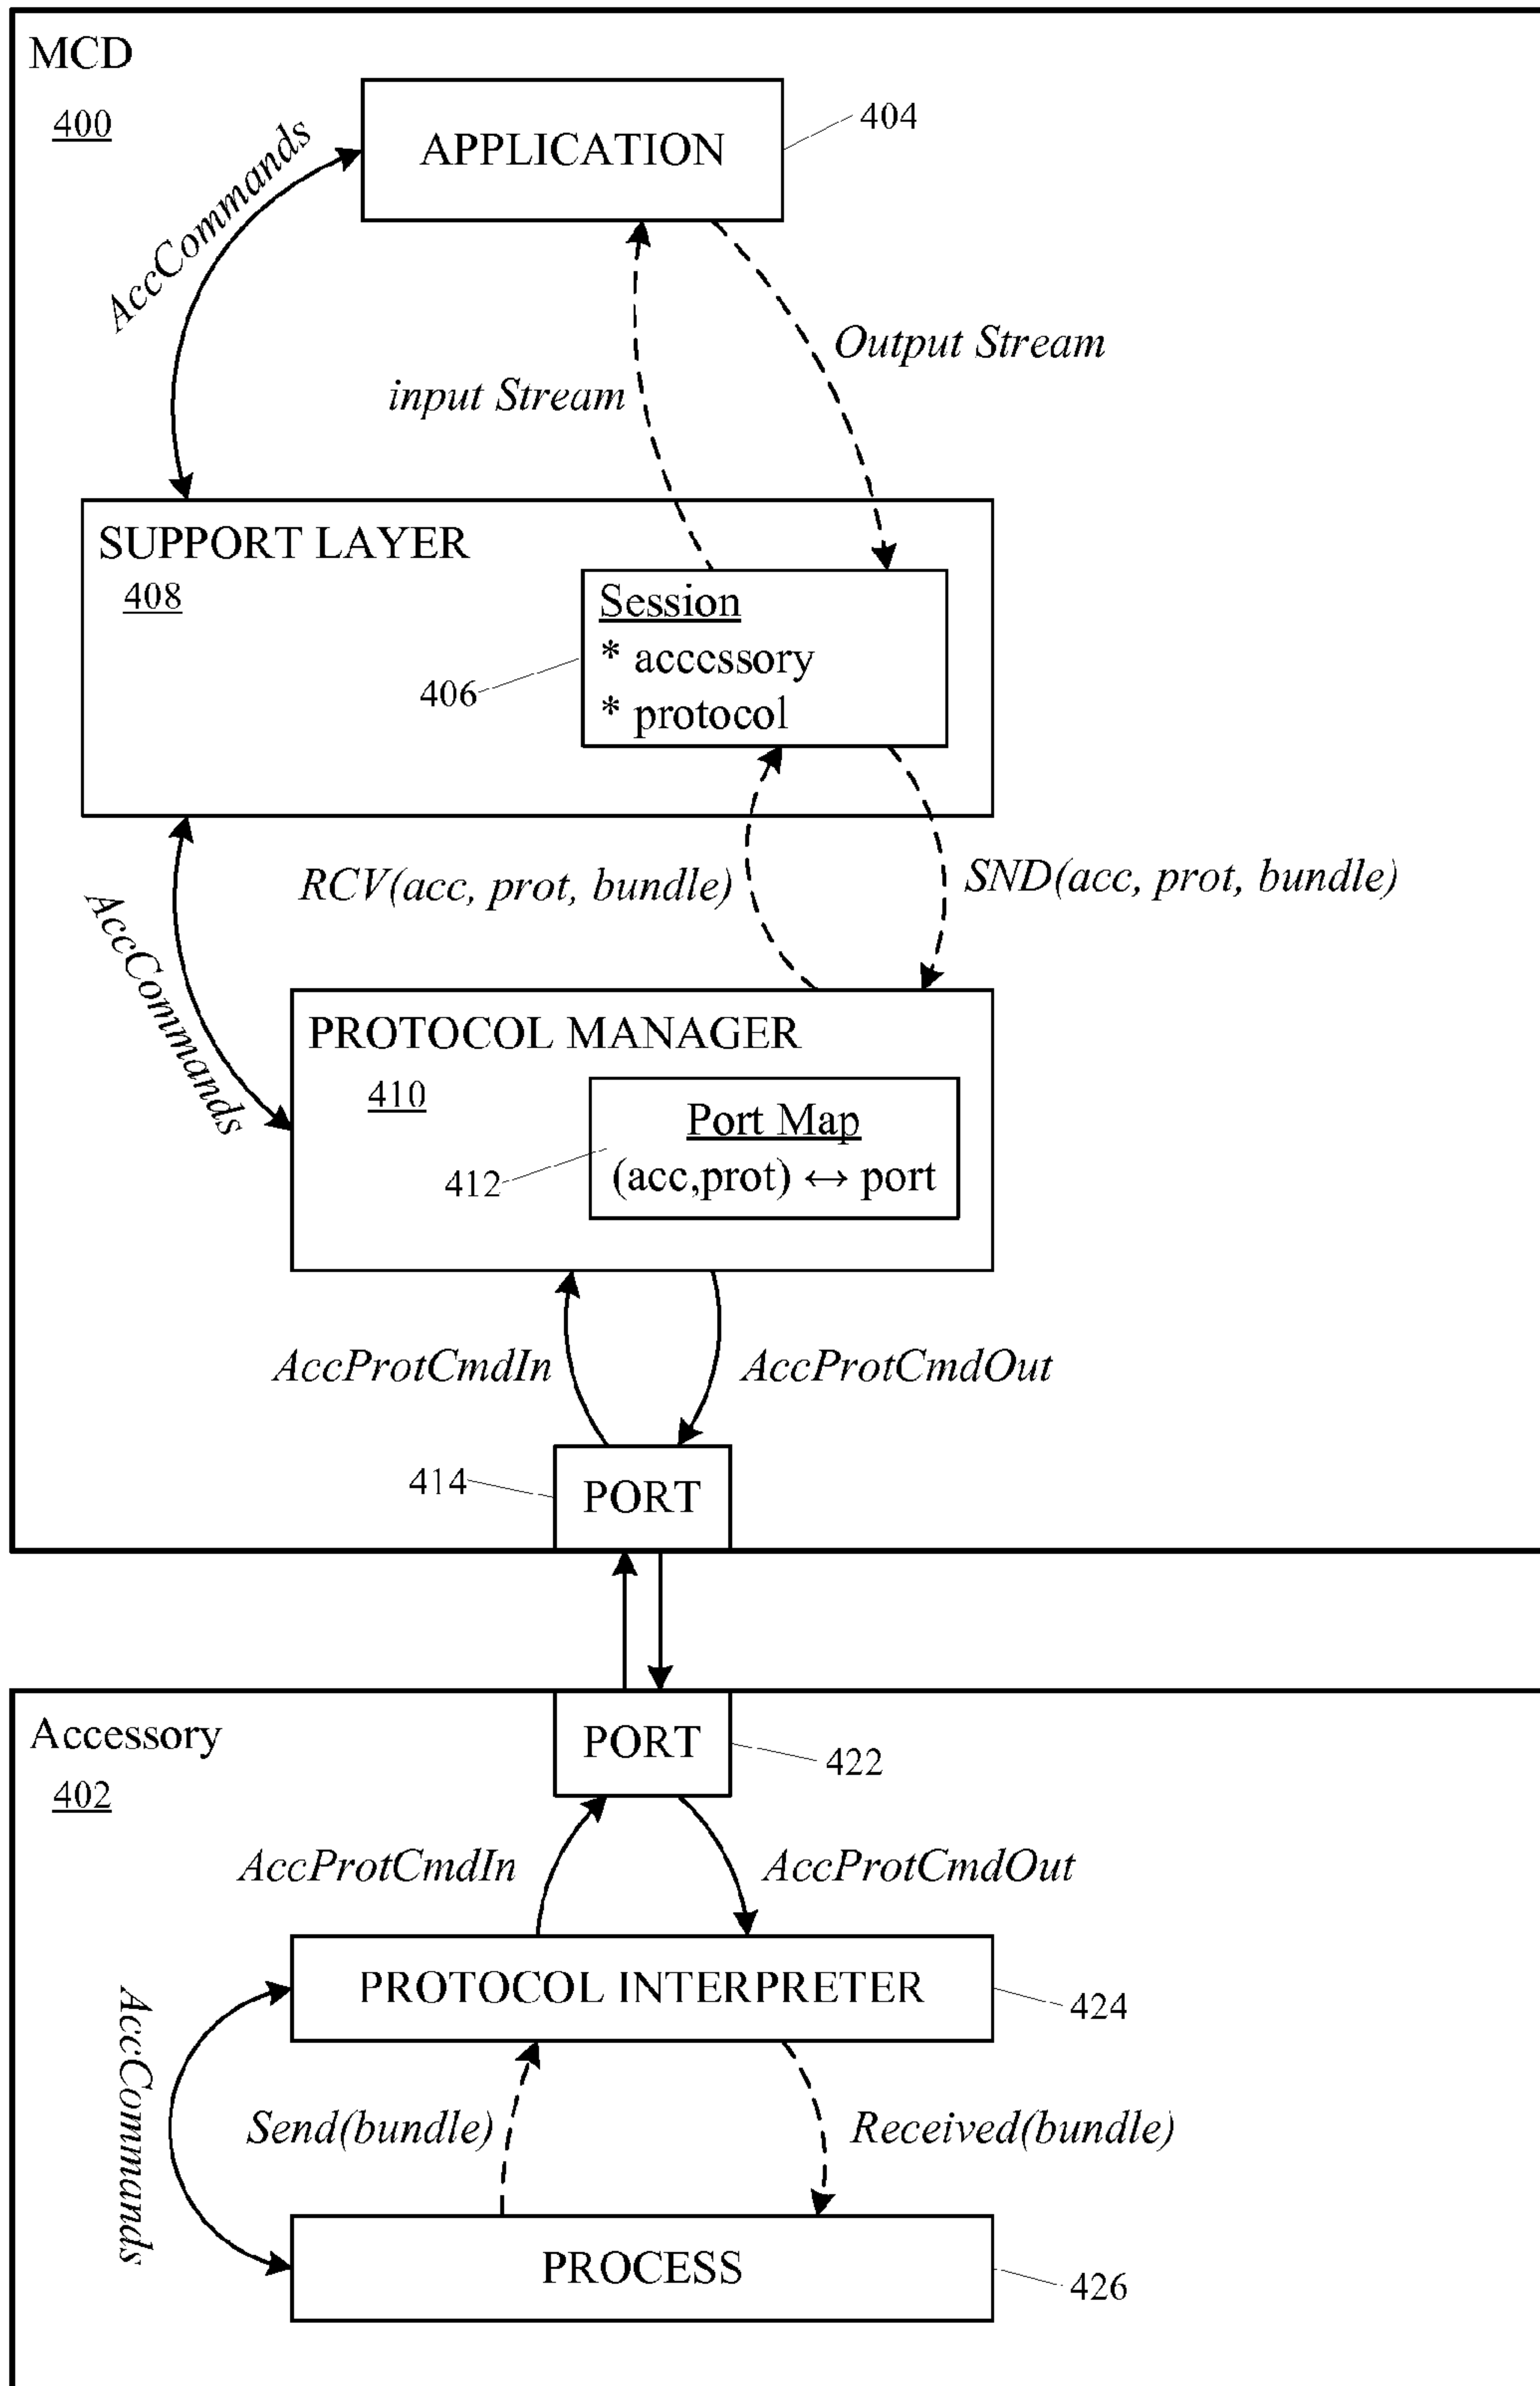 MCD
400
APPLICATION
404
AccCommands
Output Stream
input Stream
SUPPORT LAYER
408
Session
* acccssory
406
* protocol
RCV(acc, prot, bundle)
SND(acc, prot, bundle)
AccCommands
PROTOCOL MANAGER
410
Port Map
412
(acc,prot) ↔ port
AccProtCmdIn
AccProtCmdOut
414
PORT
Accessory
PORT
422
402
AccProtCmdIn
AccProtCmdOut
PROTOCOL INTERPRETER
424
AccCommands
Send(bundle)
Received(bundle)
PROCESS
426